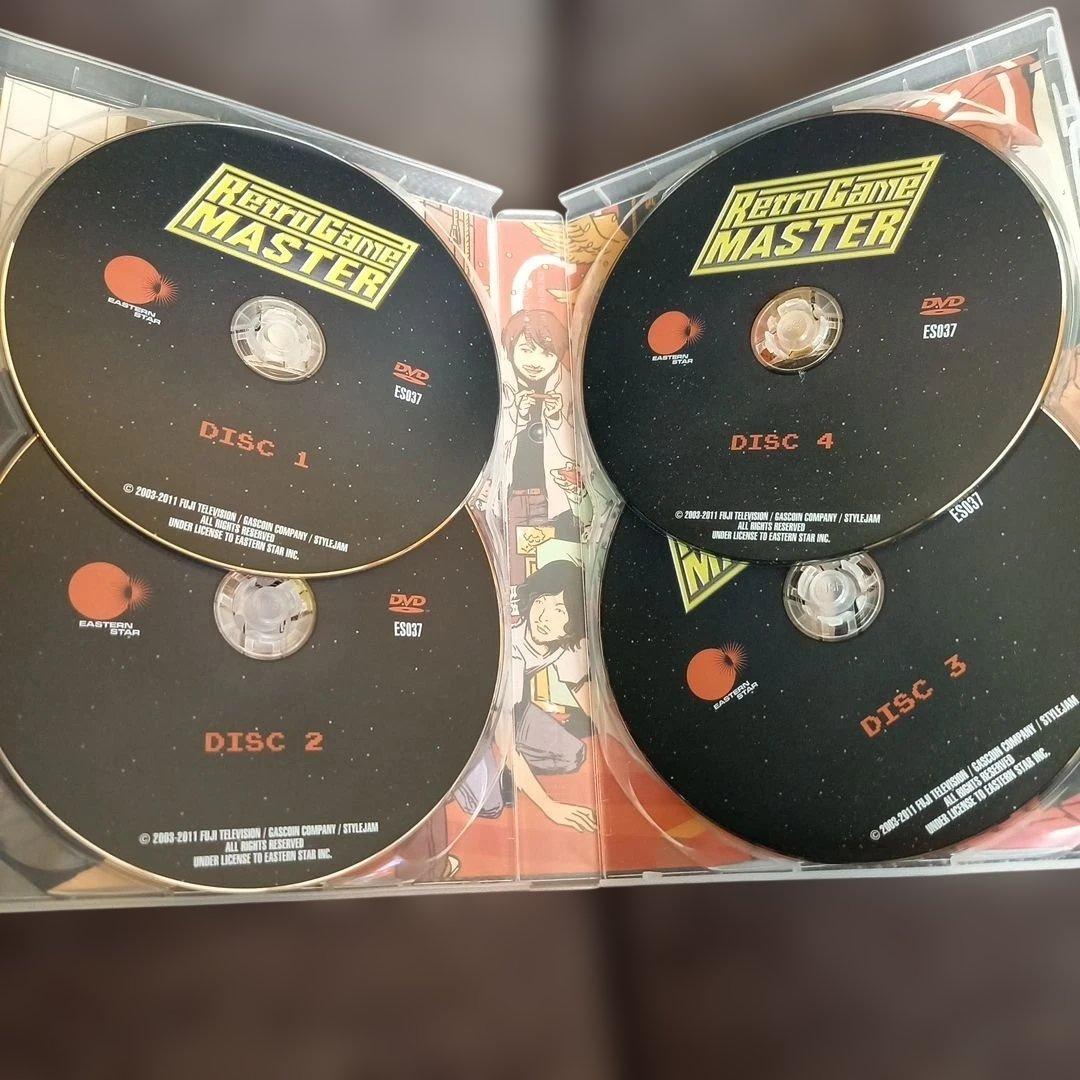 Retro Game
MASTER
EASTERN
STAR
DVD
ES037
DISC 1
© 2003-2011 FUJI TELEVISION / GASCOIN COMPANY / STYLEJAM
ALL RIGHTS RESERVED
UNDER LICENSE TO EASTERN STAR INC.
EASTERN
STAR
DVD
ES037
DISC 2
© 2003-2011 FUJI TELEVISION / GASCOIN COMPANY / STYLEJAM
ALL RIGHTS RESERVED
UNDER LICENSE TO EASTERN STAR INC.
Retro Game
MASTER
EASTERN
STAR
DVD
ES037
DISC 4
© 2003-2011 FUJI TELEVISION / GASCOIN COMPANY / STYLEJAM
ALL RIGHTS RESERVED
UNDER LICENSE TO EASTERN STAR INC.
ES037
EASTERN
STAR
DISC 3
© 2003-2011 FUJI TELEVISION / GASCOIN COMPANY / STYLEJAM
ALL RIGHTS RESERVED
UNDER LICENSE TO EASTERN STAR INC.